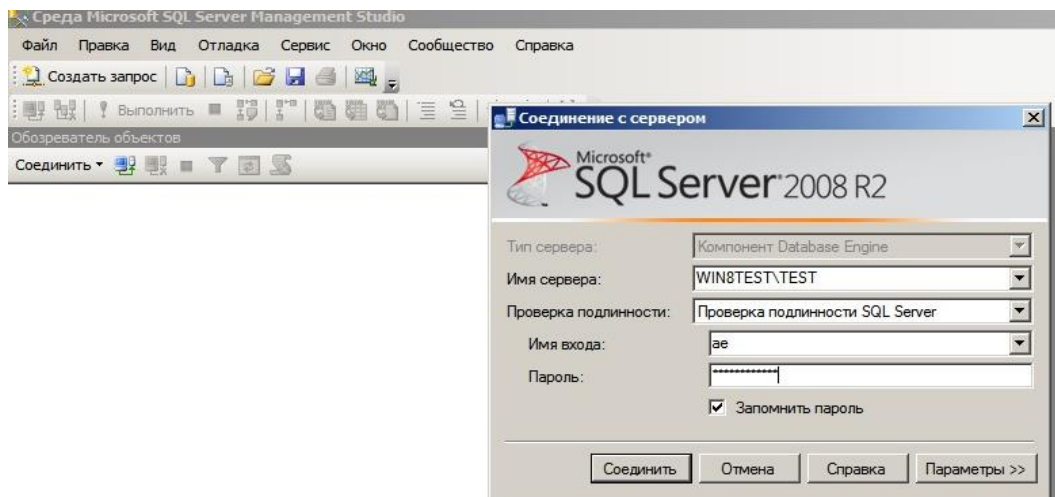 Среда Microsoft SQL Server Management Studio
Файл Правка Вид Отладка Сервис Окно Сообщество Справка
Создать запрос
Выполнить
Обозреватель объектов
Соединить
Соединение с сервером
Microsoft®
SQL Server® 2008 R2
Тип сервера: Компонент Database Engine
Имя сервера: WIN8TEST\TEST
Проверка подлинности: Проверка подлинности SQL Server
Имя входа: ae
Пароль: ************
Запомнить пароль
Соединить Отмена Справка Параметры >>